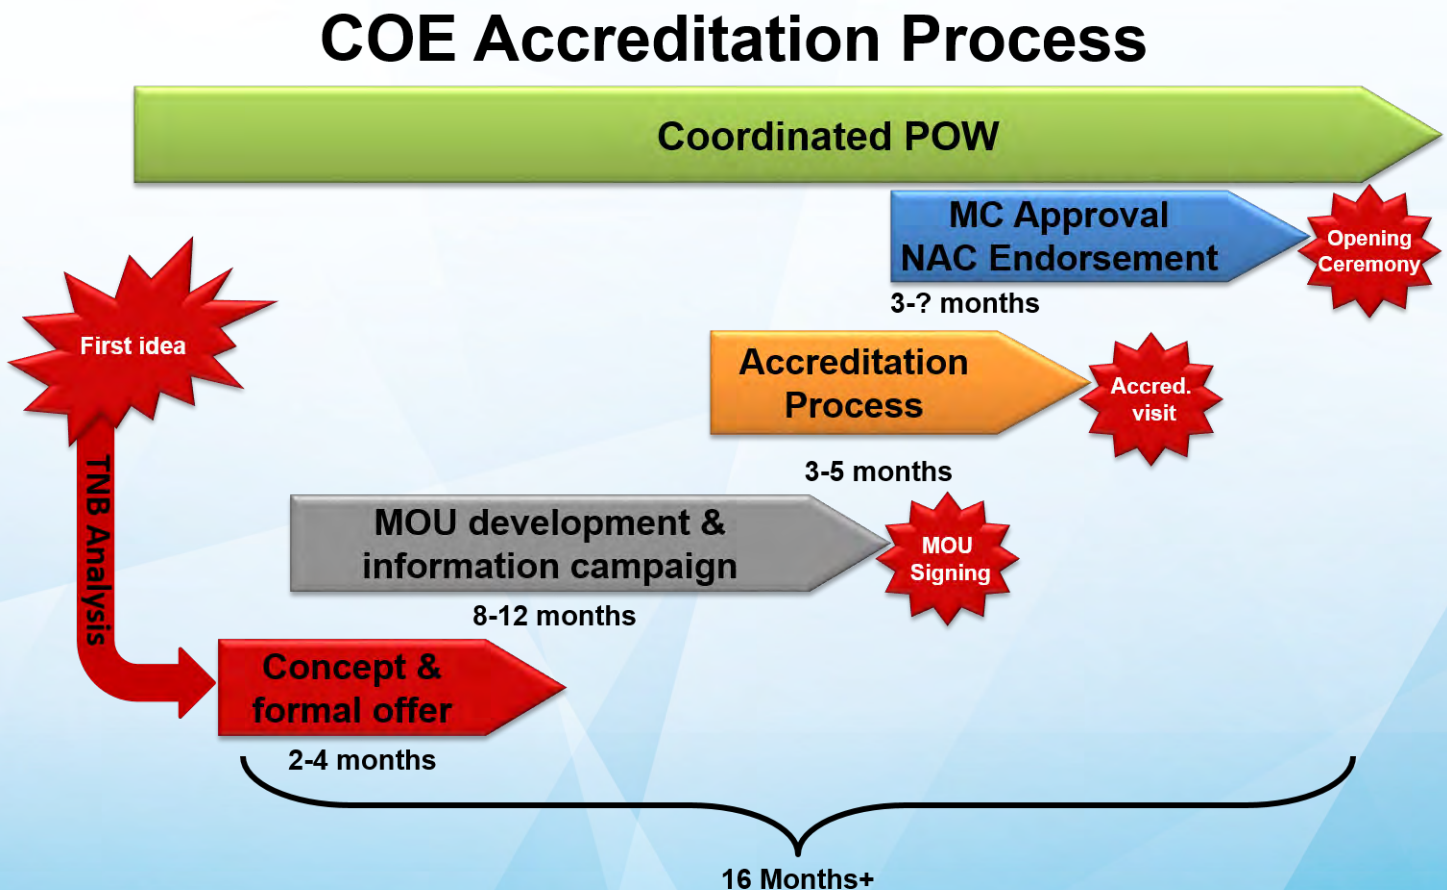 COE Accreditation Process
Coordinated POW
MC Approval
NAC Endorsement
Opening
Ceremony
3-? months
First idea
Accreditation
Process
Accred.
visit
3-5 months
TNB Analysis
MOU development &
information campaign
MOU
Signing
8-12 months
Concept &
formal offer
2-4 months
16 Months+